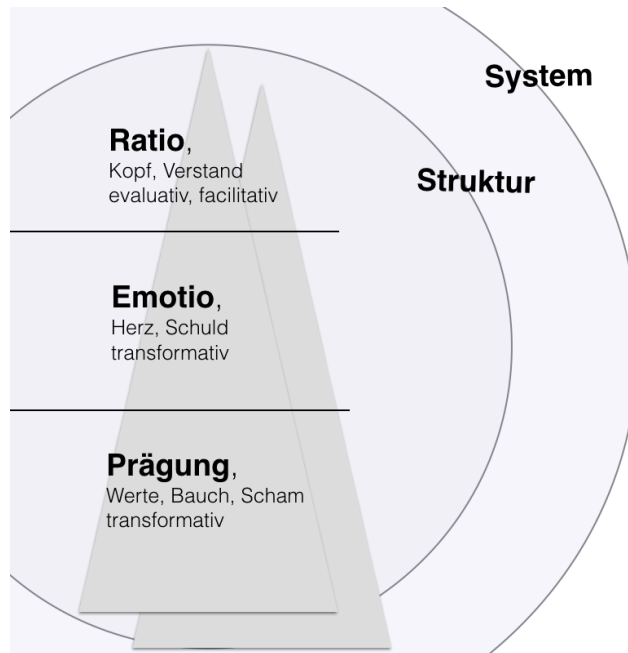 System
Struktur
Ratio,
Kopf, Verstand
evaluativ, facilitativ
Emotio,
Herz, Schuld
transformativ
Prägung,
Werte, Bauch, Scham
transformativ